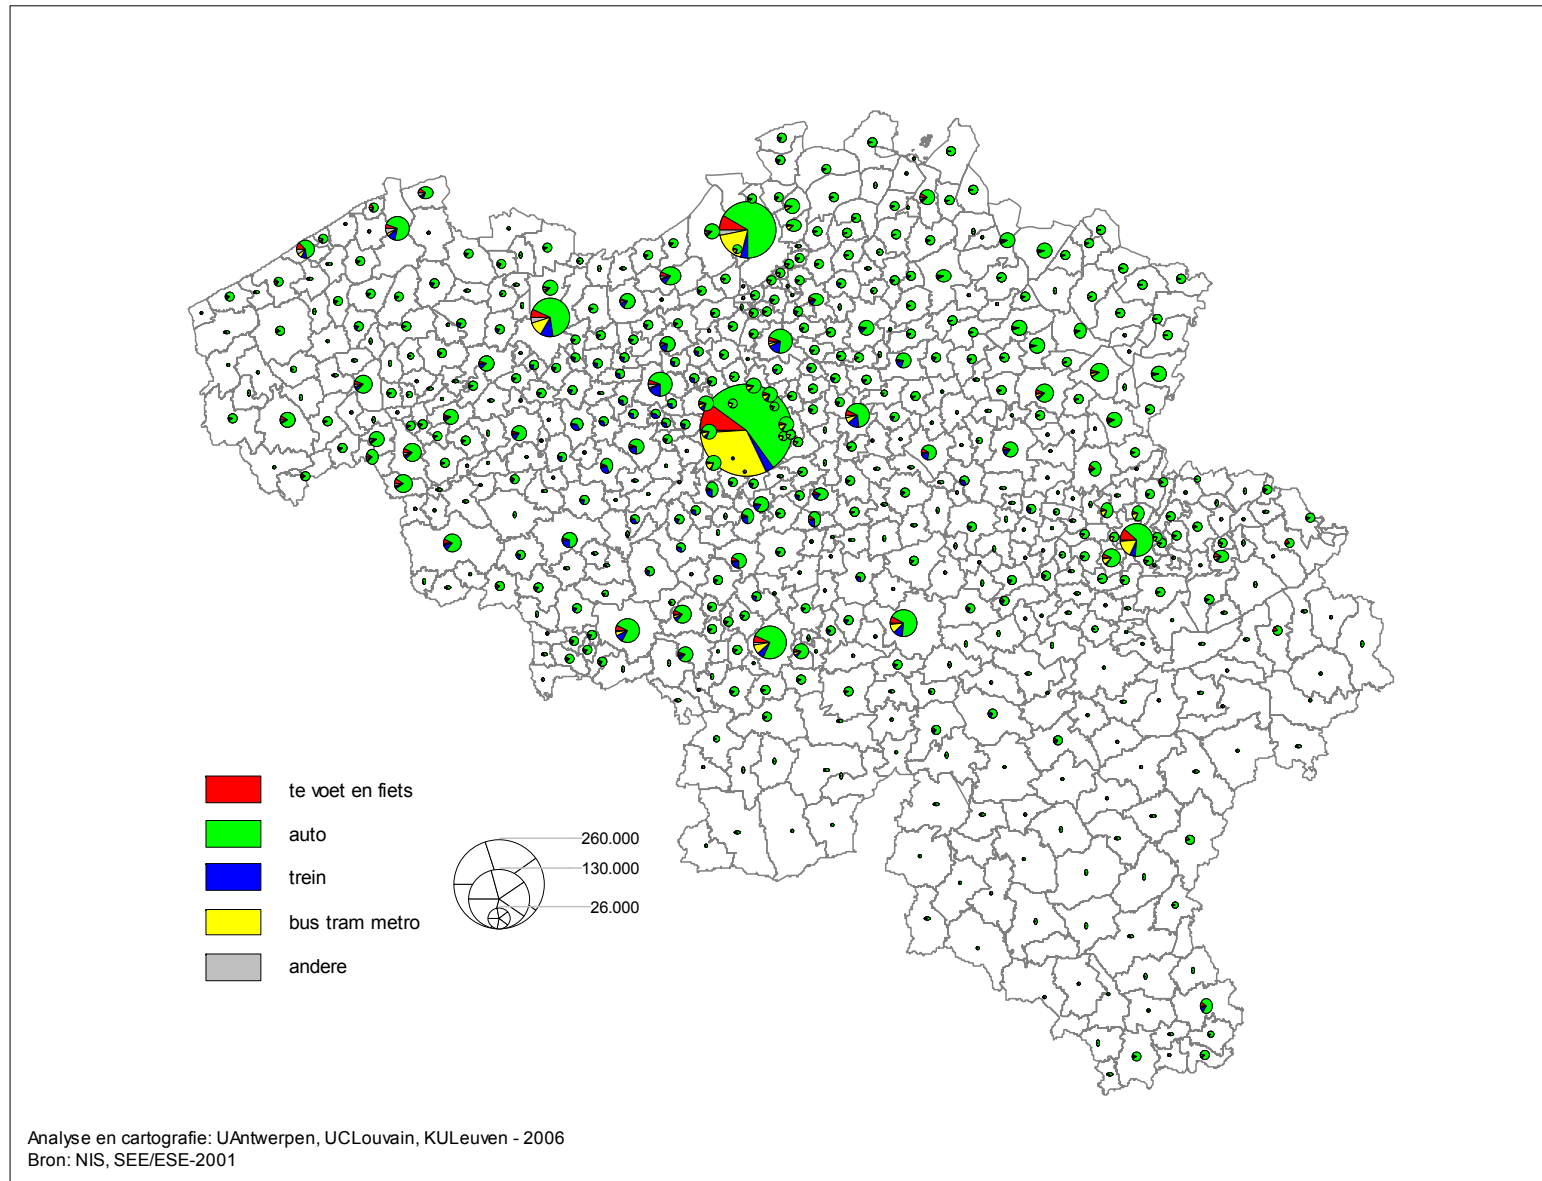 te voet en fiets
auto
trein
bus tram metro
andere
260.000
130.000
26.000
Analyse en cartografie: UAntwerpen, UCLouvain, KULeuven - 2006
Bron: NIS, SEE/ESE-2001